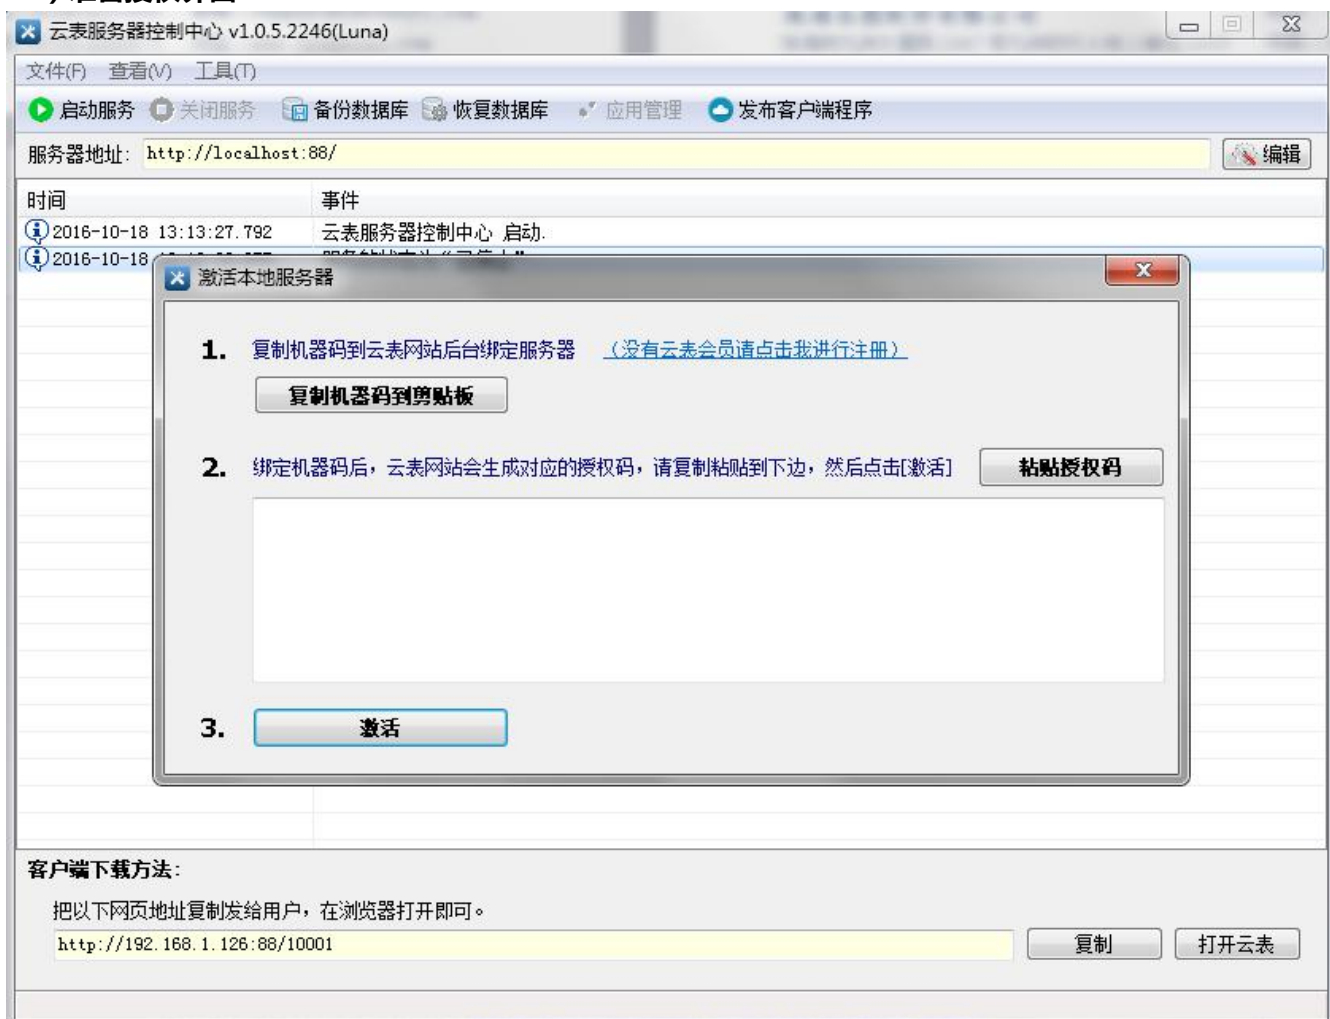 云表服务器控制中心 v1.0.5.2246(Luna)
文件(F) 查看(V) 工具(T)
启动服务 关闭服务 备份数据库 恢复数据库 应用管理 发布客户端程序
服务器地址: http://localhost:88/ 编辑
时间 事件
2016-10-18 13:13:27.792 云表服务器控制中心 启动.
2016-10-18
激活本地服务器
1. 复制机器码到云表网站后台绑定服务器 (没有云表会员请点击我进行注册)
复制机器码到剪贴板
2. 绑定机器码后，云表网站会生成对应的授权码，请复制粘贴到下边，然后点击[激活] 粘贴授权码
3. 激活
客户端下载方法:
把以下网页地址复制发给用户，在浏览器打开即可。
http://192.168.1.126:88/10001 复制 打开云表